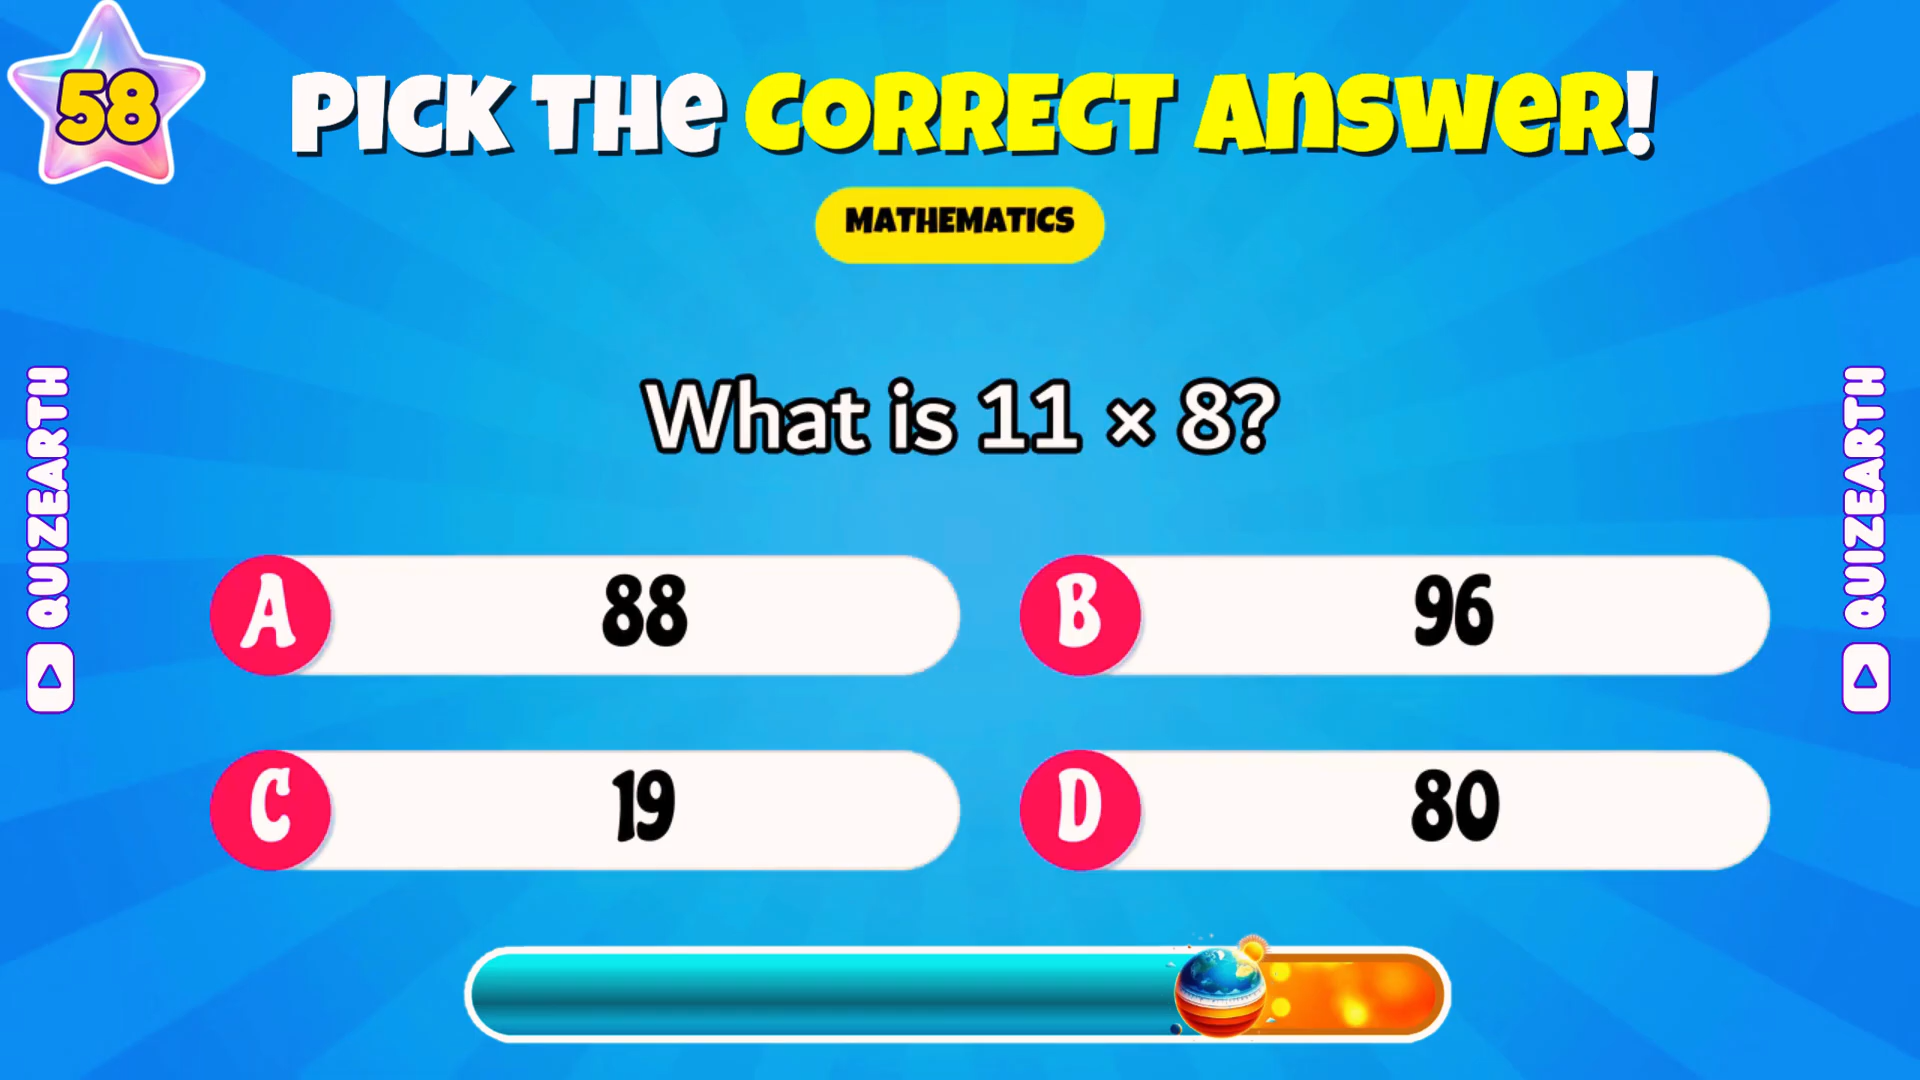 58
PICK THE CORRECT ANSWER!
MATHEMATICS
What is 11 × 8?
A 88
B 96
C 19
D 80
QUIZEARTH
QUIZEARTH